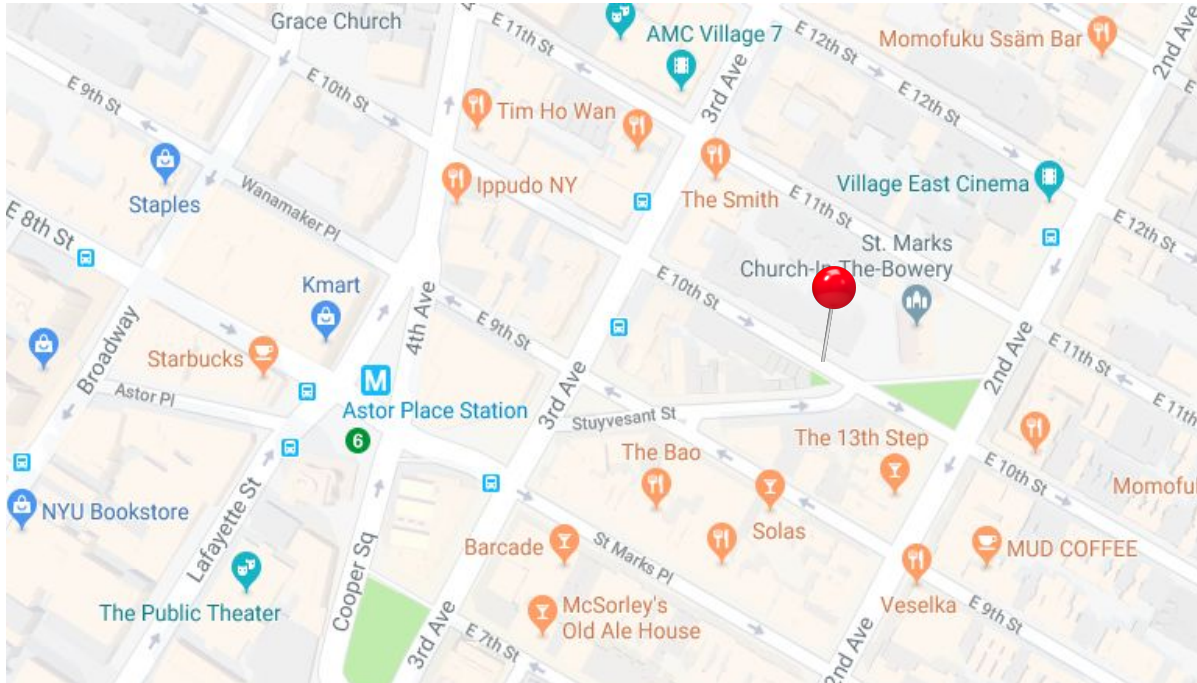 Grace Church
E 11th St
AMC Village 7
E 12th St
Momofuku Ssäm Bar
2nd Ave
E 9th St
E 10th St
3rd Ave
Tim Ho Wan
E 12th St
Staples
Wanamaker Pl
Ippudo NY
The Smith
Village East Cinema
E 8th St
E 11th St
E 12th St
St. Marks
Church-In-The-Bowery
Kmart
E 10th St
4th Ave
E 9th St
Broadway
Starbucks
M
2nd Ave
E 11th St
Astor Pl
Astor Place Station
3rd Ave
Stuyvesant St
E 11th
6
The 13th Step
The Bao
E 10th St
Momofu
NYU Bookstore
Lafayette St
Solas
Barcade
St Marks Pl
MUD COFFEE
The Public Theater
Cooper Sq
3rd Ave
McSorley's
Old Ale House
Veselka
E 9th St
E 7th St
2nd Ave